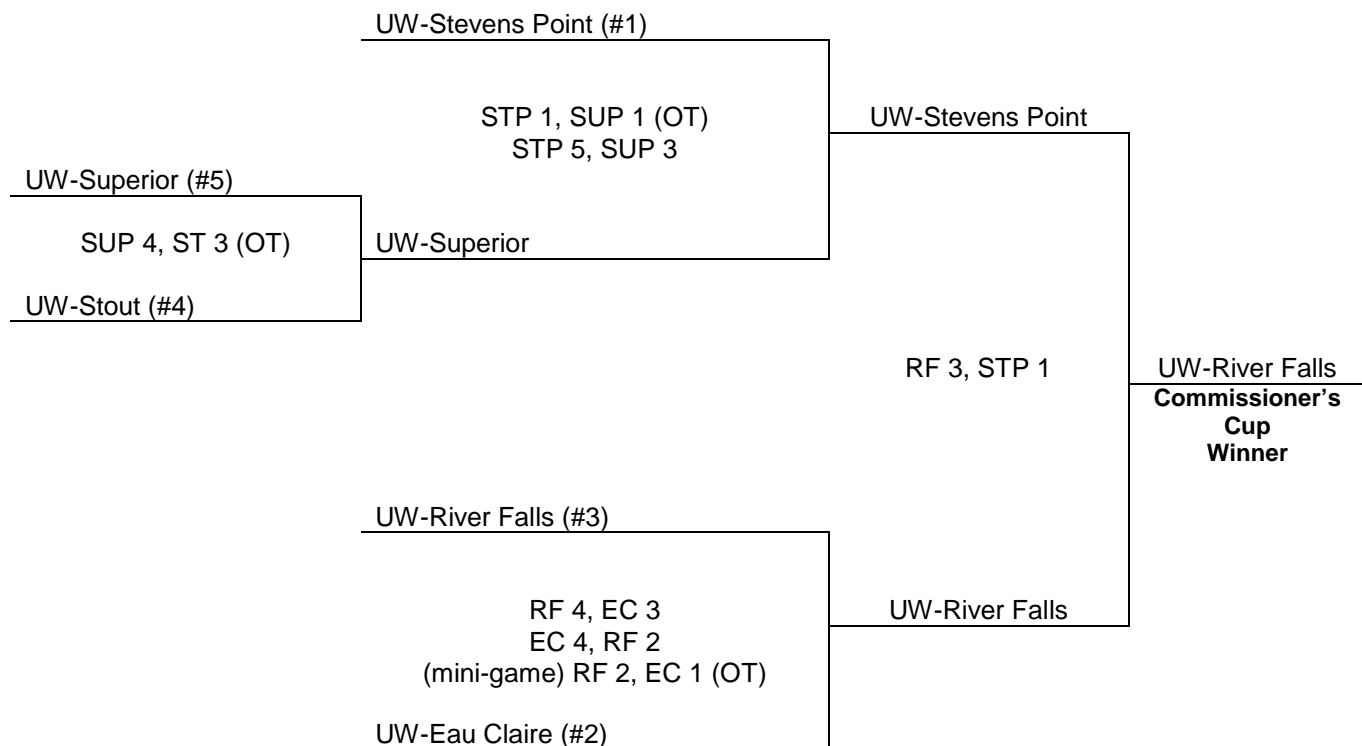 UW-Stevens Point (#1)
STP 1, SUP 1 (OT)
STP 5, SUP 3
UW-Stevens Point
UW-Superior (#5)
SUP 4, ST 3 (OT)
UW-Superior
UW-Stout (#4)
RF 3, STP 1
UW-River Falls
Commissioner’s
Cup
Winner
UW-River Falls (#3)
RF 4, EC 3
EC 4, RF 2
(mini-game) RF 2, EC 1 (OT)
UW-River Falls
UW-Eau Claire (#2)